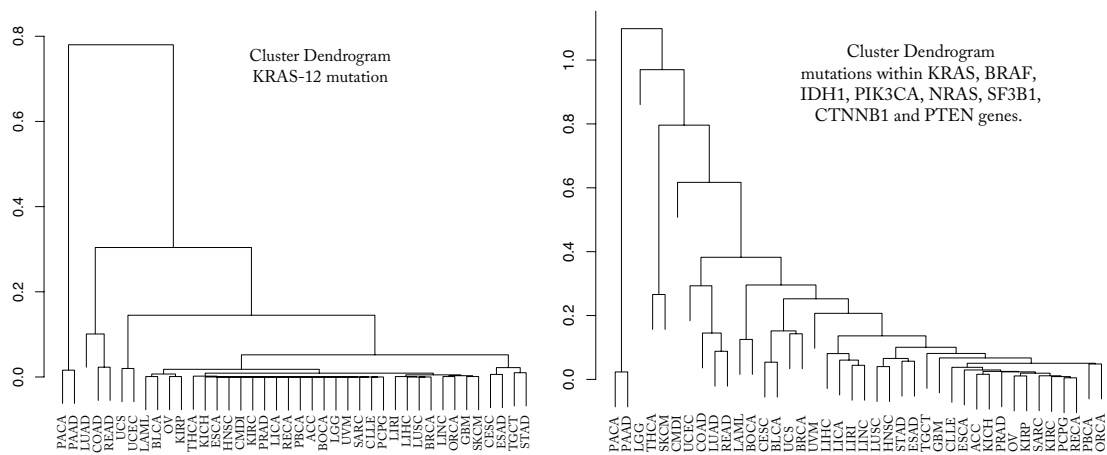 Cluster Dendrogram
KRAS-12 mutation
0.8
0.6
0.4
0.2
0.0
PACA
PAAD
LUAD
COAD
READ
UCS
UCEC
LAML
BLCA
OV
KIRP
THCA
KICH
ESCA
HNSC
CMDI
KIRC
PRAD
LICA
RECA
PBCA
ACC
BOCA
LGG
UVM
SARC
CLLE
PCPG
LIRI
LIHC
LUSC
BRCA
LINC
ORCA
GBM
SKCM
CESC
ESAD
TGCT
STAD
Cluster Dendrogram
mutations within KRAS, BRAF,
IDH1, PIK3CA, NRAS, SF3B1,
CTNNB1 and PTEN genes.
1.0
0.8
0.6
0.4
0.2
0.0
PACA
PAAD
LGG
THCA
SKCM
CMDI
UCEC
COAD
LUAD
READ
LAML
BOCA
CESC
BLCA
UCS
BRCA
UVM
LIHC
LICA
LIRI
LINC
LUSC
HNSC
STAD
ESAD
TGCT
GBM
CLLE
ESCA
ACC
KICH
PRAD
OV
KIRP
SARC
KIRC
PCPG
RECA
PBCA
ORCA